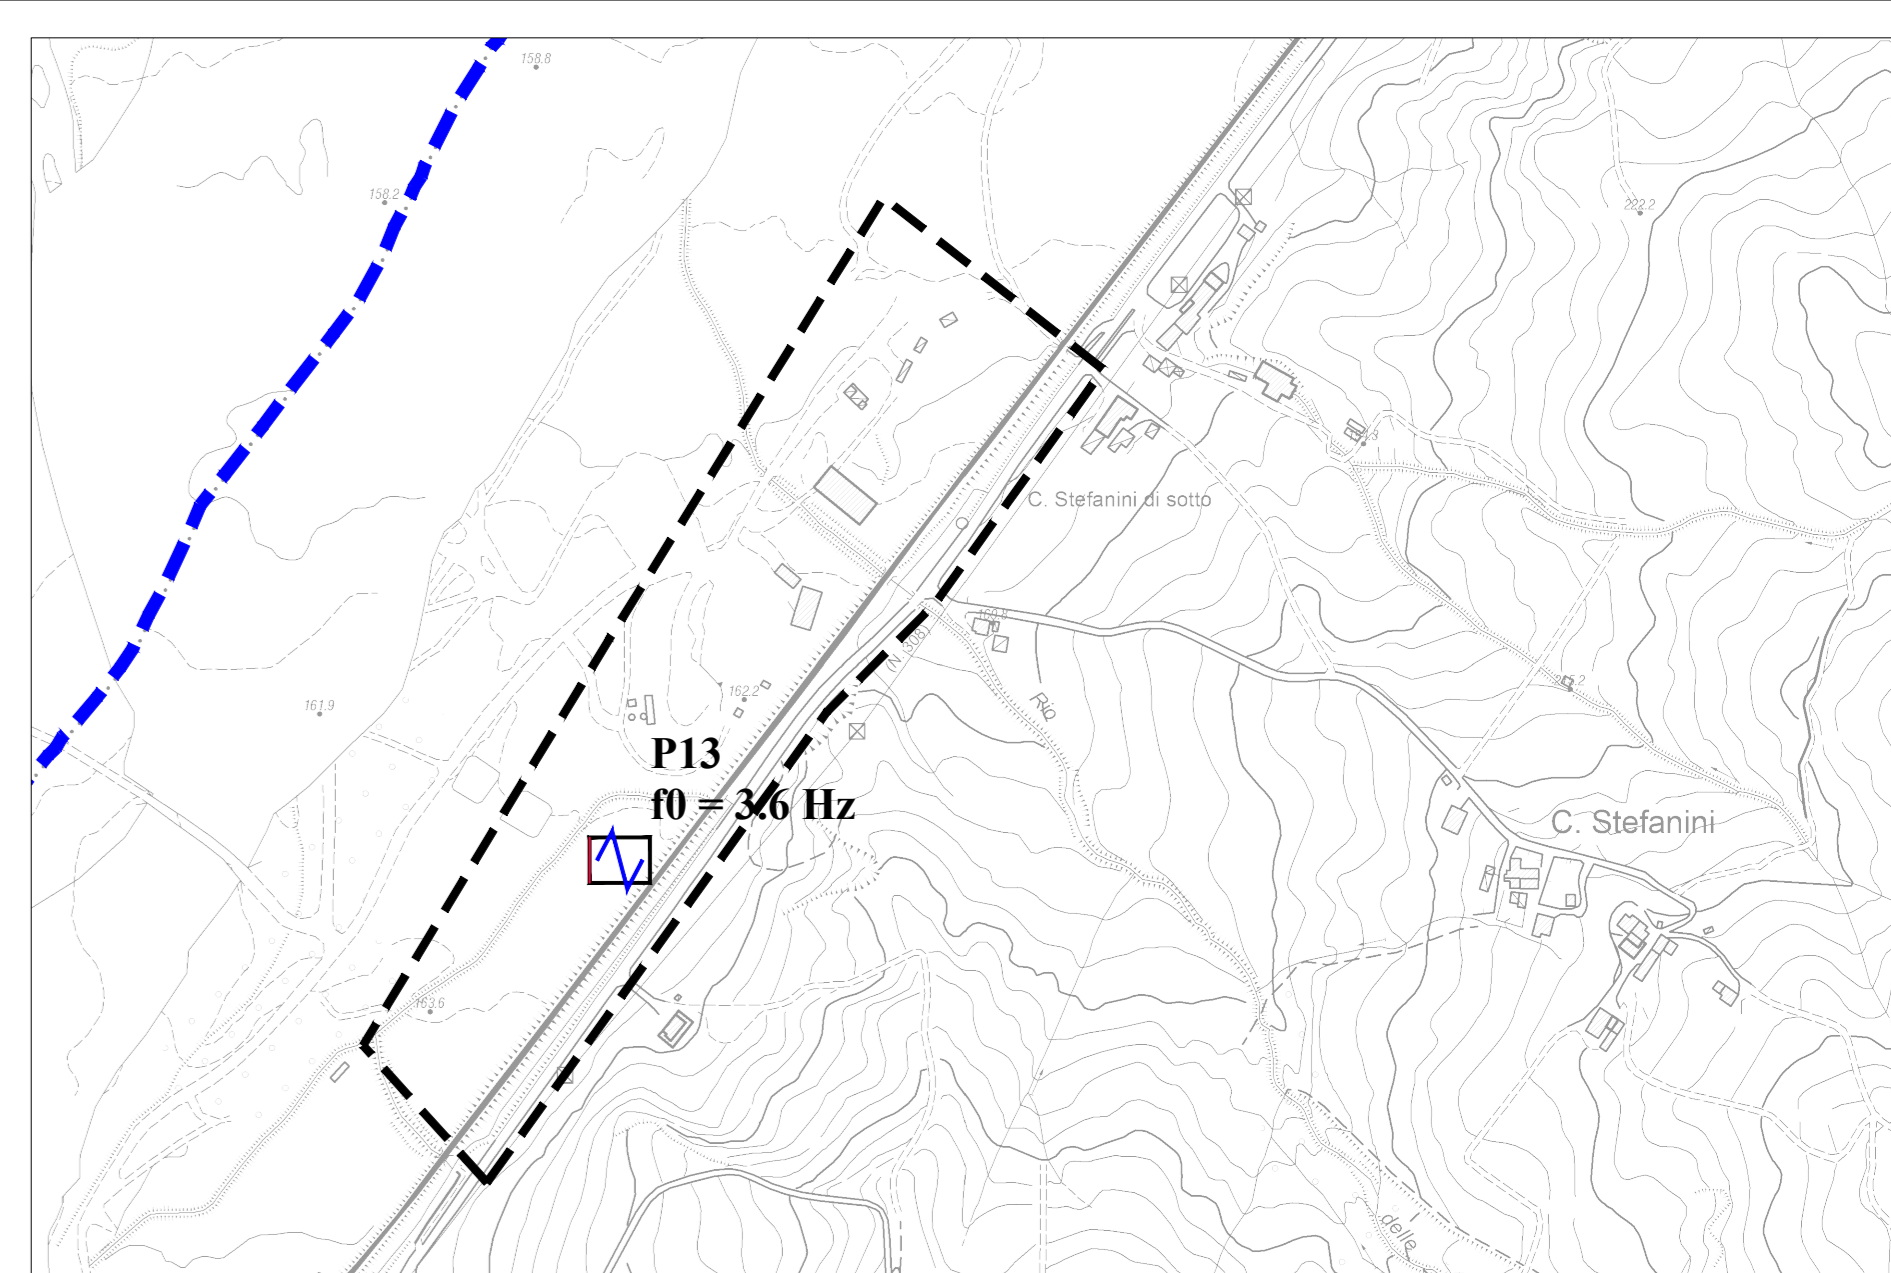 158.8
158.2
222.2
C. Stefanini di sotto
(N. 308)
162.2
161.9
Rio
P13
f0 = 3.6 Hz
C. Stefanini
163.6
delle